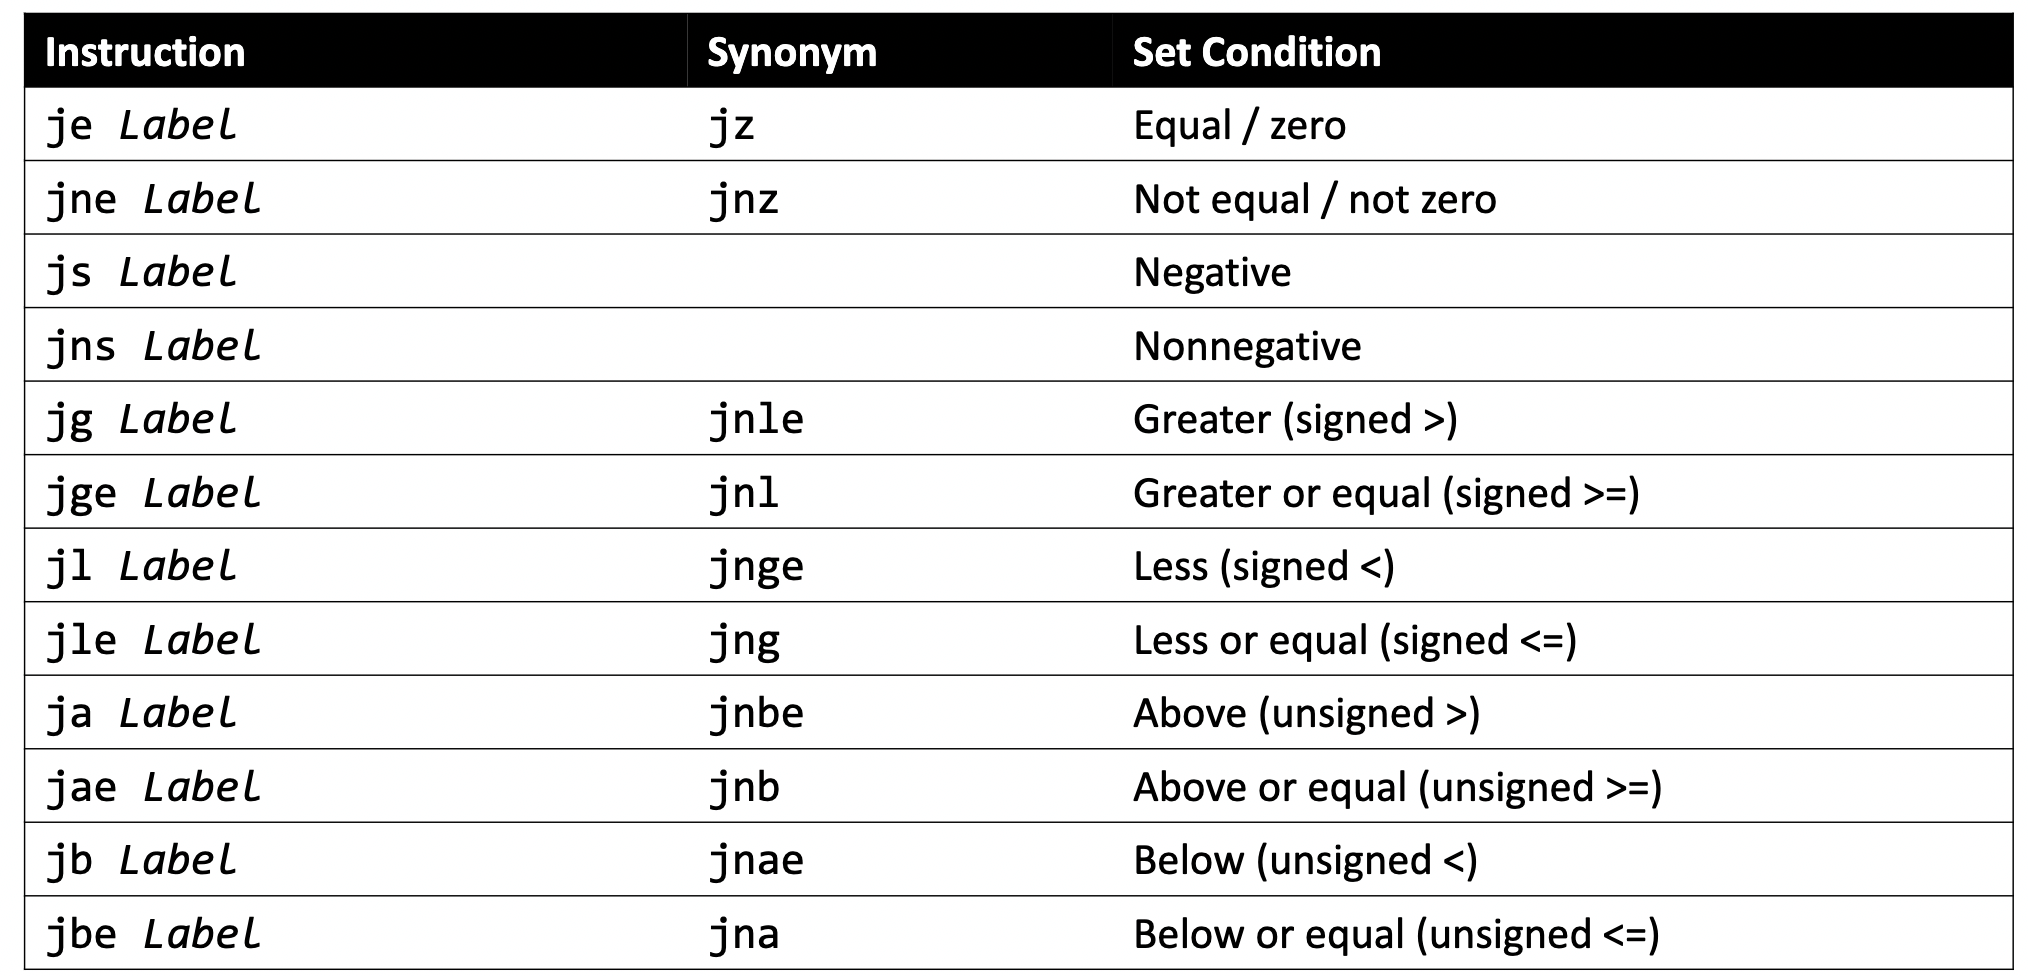 Instruction Synonym Set Condition
je Label jz Equal / zero
jne Label jnz Not equal / not zero
js Label Negative
jns Label Nonnegative
jg Label jnle Greater (signed >)
jge Label jnl Greater or equal (signed >=)
jl Label jnge Less (signed <)
jle Label jng Less or equal (signed <=)
ja Label jnbe Above (unsigned >)
jae Label jnb Above or equal (unsigned >=)
jb Label jnae Below (unsigned <)
jbe Label jna Below or equal (unsigned <=)